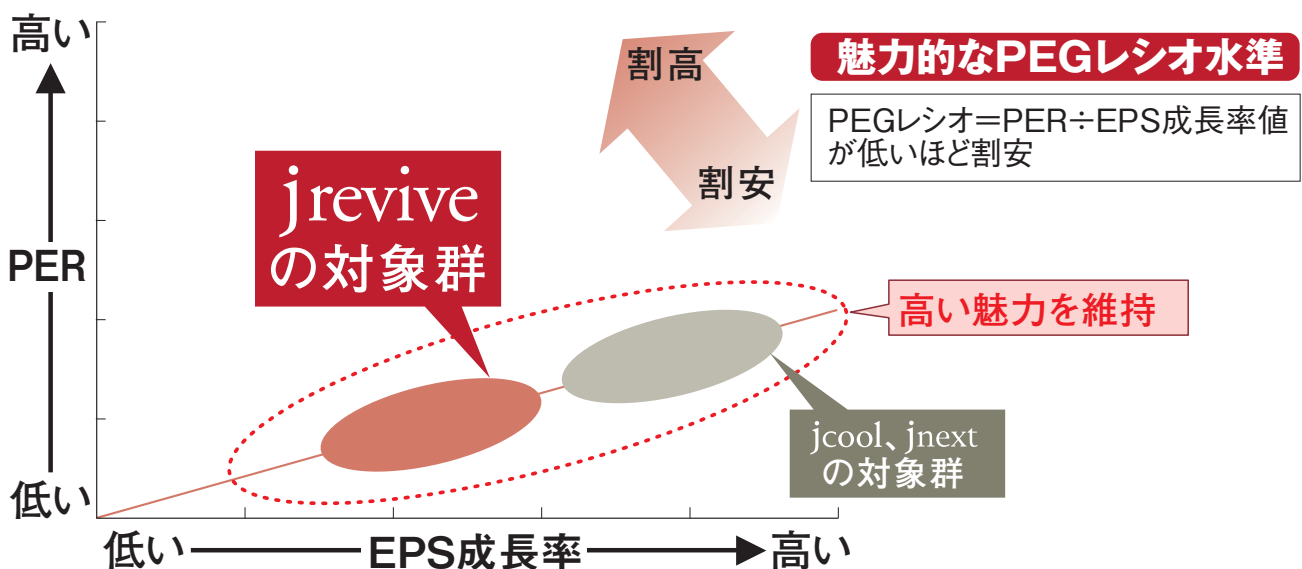 高い
PER
低い
低い
EPS成長率
高い
割高
割安
魅力的なPEGレシオ水準
PEGレシオ=PER÷EPS成長率値
が低いほど割安
jrevive
の対象群
高い魅力を維持
jcool、jnext
の対象群